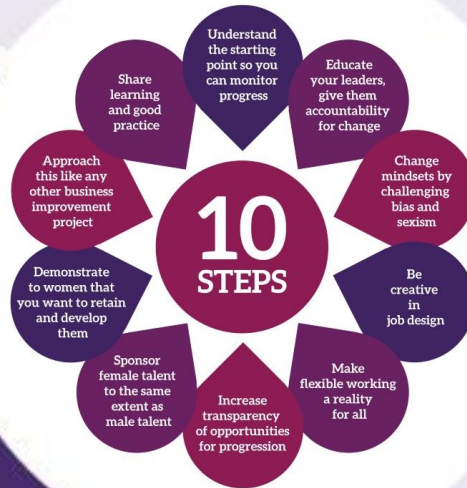 10
STEPS
Understand
the starting
point so you
can monitor
progress
Educate
your leaders,
give them
accountability
for change
Change
mindsets by
challenging
bias and
sexism
Be
creative
in
job design
Make
flexible working
a reality
for all
Increase
transparency
of opportunities
for progression
Sponsor
female talent
to the same
extent as
male talent
Demonstrate
to women that
you want to retain
and develop
them
Approach
this like any
other business
improvement
project
Share
learning
and good
practice